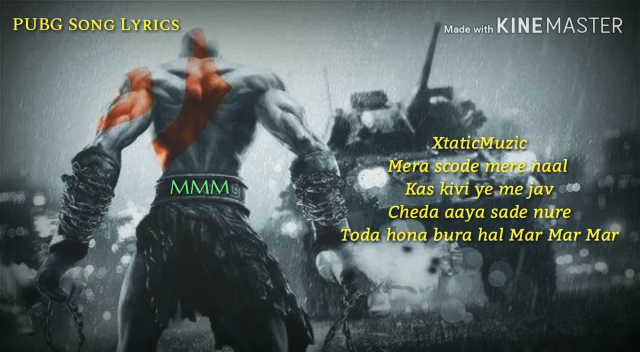 PUBG Song Lyrics
Made with KINEMASTER
XtaticMuzic
Mera scode mere naal
Kas kivi ye me jav
MMM
Cheda aaya sade nure
Toda hona bura hal Mar Mar Mar